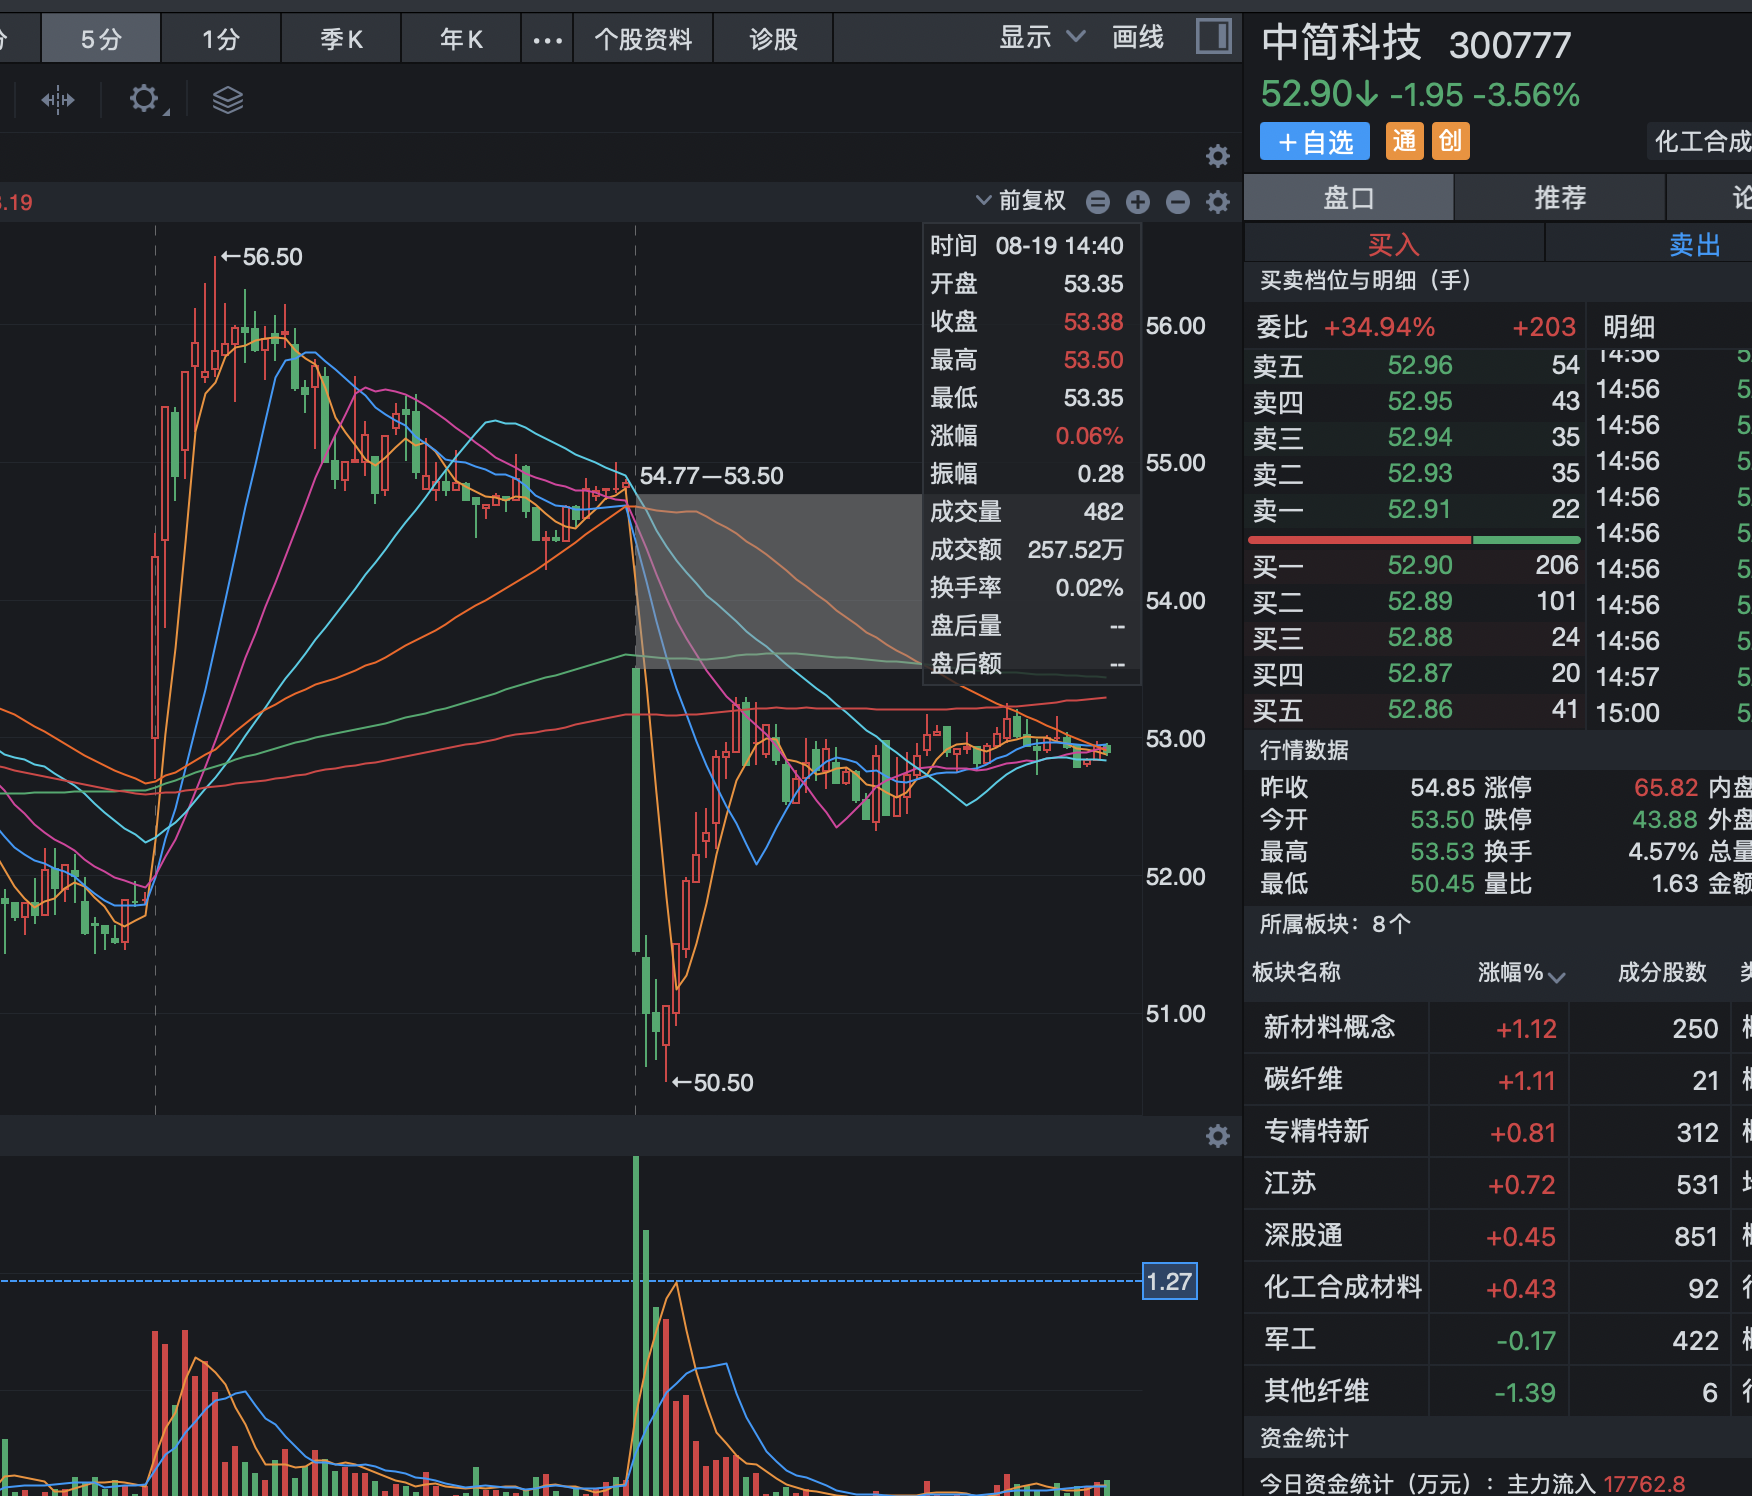 分 5分 1分 季K 年K ••• 个股资料 诊股 显示 画线
中简科技 300777
52.90↓ -1.95 -3.56%
+自选 通 创 化工合成
盘口 推荐 论
.19 前复权
买入 卖出
买卖档位与明细（手）
委比 +34.94% +203 明细
卖五 52.96 54
卖四 52.95 43
卖三 52.94 35
卖二 52.93 35
卖一 52.91 22
买一 52.90 206
买二 52.89 101
买三 52.88 24
买四 52.87 20
买五 52.86 41
14:56 5
14:56 5
14:56 5
14:56 5
14:56 5
14:56 5
14:56 5
14:56 5
14:56 5
14:57 5
15:00 5
时间 08-19 14:40
开盘 53.35
收盘 53.38
最高 53.50
最低 53.35
涨幅 0.06%
振幅 0.28
成交量 482
成交额 257.52万
换手率 0.02%
盘后量 --
盘后额 --
←56.50
54.77—53.50
←50.50
56.00
55.00
54.00
53.00
52.00
51.00
1.27
行情数据
昨收 54.85 涨停 65.82 内盘
今开 53.50 跌停 43.88 外盘
最高 53.53 换手 4.57% 总量
最低 50.45 量比 1.63 金额
所属板块：8个
板块名称 涨幅% 成分股数 类
新材料概念 +1.12 250
碳纤维 +1.11 21
专精特新 +0.81 312
江苏 +0.72 531
深股通 +0.45 851
化工合成材料 +0.43 92
军工 -0.17 422
其他纤维 -1.39 6
资金统计
今日资金统计（万元）：主力流入 17762.8